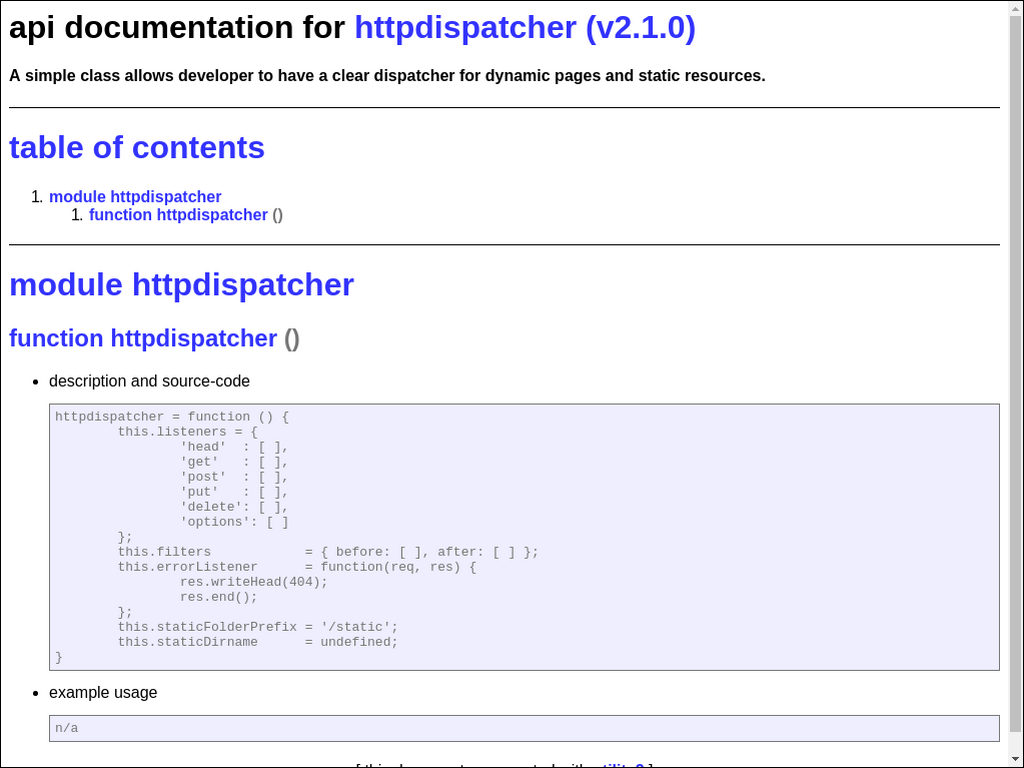 api documentation for httpdispatcher (v2.1.0)
A simple class allows developer to have a clear dispatcher for dynamic pages and static resources.
table of contents
1. module httpdispatcher
1. function httpdispatcher ()
module httpdispatcher
function httpdispatcher ()
• description and source-code
httpdispatcher = function () {
        this.listeners = {
                'head'  : [ ],
                'get'   : [ ],
                'post'  : [ ],
                'put'   : [ ],
                'delete': [ ],
                'options': [ ]
        };
        this.filters            = { before: [ ], after: [ ] };
        this.errorListener      = function(req, res) {
                res.writeHead(404);
                res.end();
        };
        this.staticFolderPrefix = '/static';
        this.staticDirname      = undefined;
}
• example usage
n/a